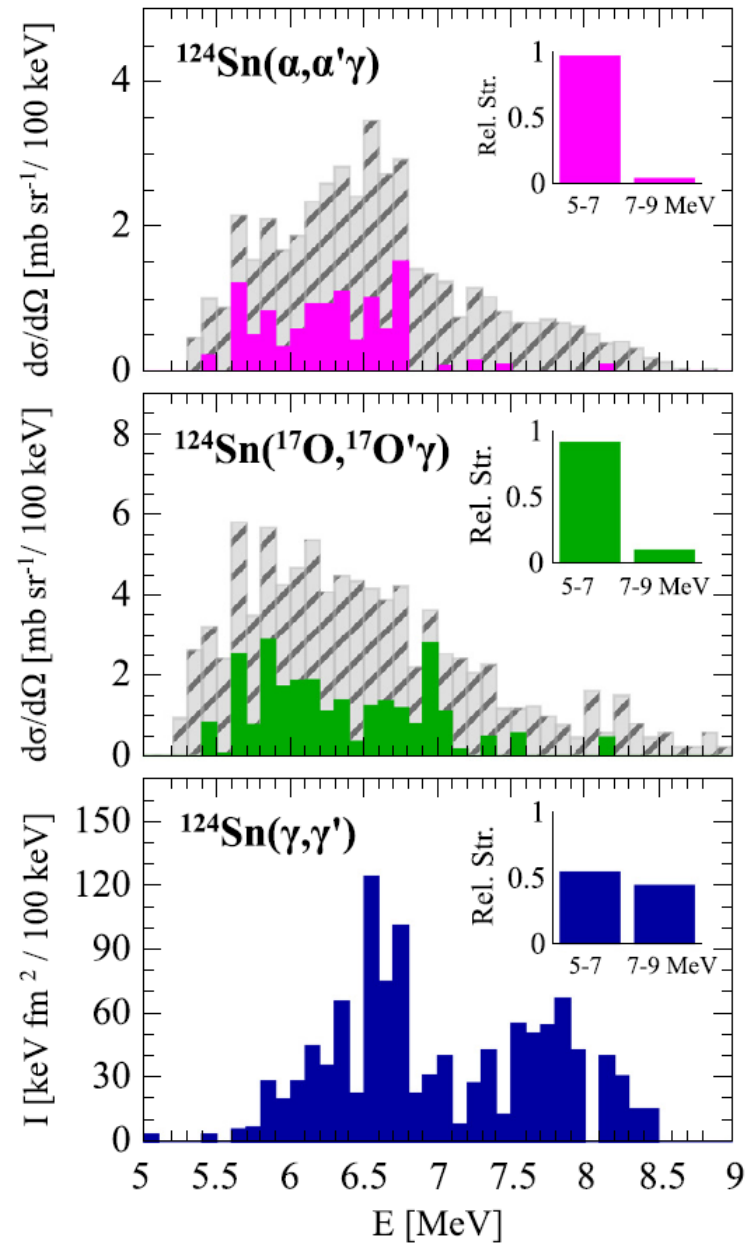 ¹²⁴Sn(α,α'γ)
dσ/dΩ [mb sr⁻¹/ 100 keV]
4
2
0
Rel. Str.
1
0.5
0
5-7 7-9 MeV
¹²⁴Sn(¹⁷O,¹⁷O'γ)
dσ/dΩ [mb sr⁻¹/ 100 keV]
8
6
4
2
0
Rel. Str.
1
0.5
0
5-7 7-9 MeV
¹²⁴Sn(γ,γ')
I [keV fm ² / 100 keV]
150
120
90
60
30
0
Rel. Str.
1
0.5
0
5-7 7-9 MeV
5 5.5 6 6.5 7 7.5 8 8.5 9
E [MeV]